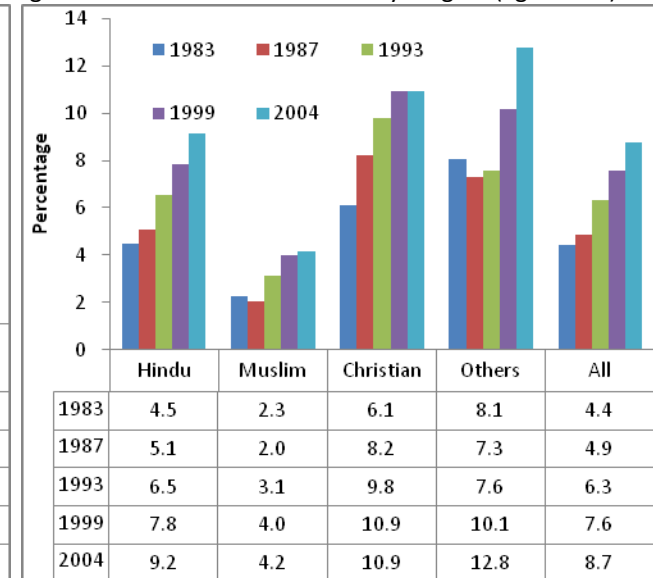 14
1983 1987 1993
12
10
1999 2004
8
6
4
2
0
Percentage
Hindu Muslim Christian Others All
1983 4.5 2.3 6.1 8.1 4.4
1987 5.1 2.0 8.2 7.3 4.9
1993 6.5 3.1 9.8 7.6 6.3
1999 7.8 4.0 10.9 10.1 7.6
2004 9.2 4.2 10.9 12.8 8.7